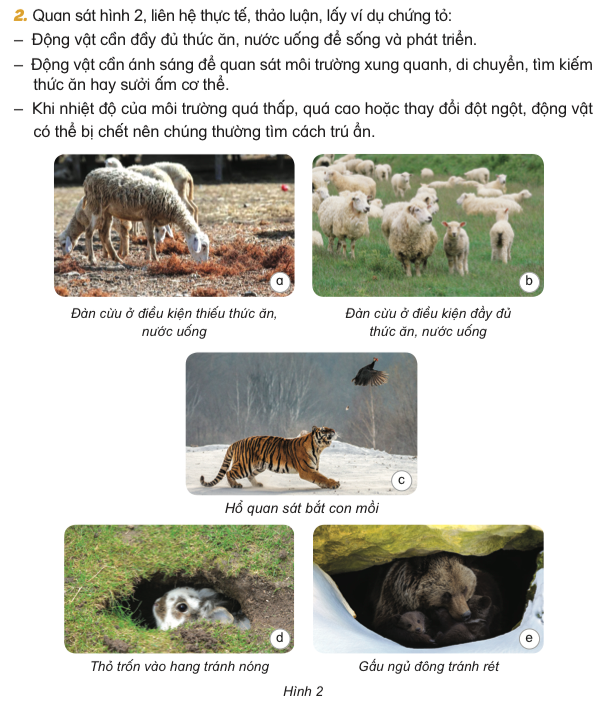 2. Quan sát hình 2, liên hệ thực tế, thảo luận, lấy ví dụ chứng tỏ:
– Động vật cần đầy đủ thức ăn, nước uống để sống và phát triển.
– Động vật cần ánh sáng để quan sát môi trường xung quanh, di chuyển, tìm kiếm
thức ăn hay sưởi ấm cơ thể.
– Khi nhiệt độ của môi trường quá thấp, quá cao hoặc thay đổi đột ngột, động vật
có thể bị chết nên chúng thường tìm cách trú ẩn.
a
b
Đàn cừu ở điều kiện thiếu thức ăn,
nước uống
Đàn cừu ở điều kiện đầy đủ
thức ăn, nước uống
c
Hổ quan sát bắt con mồi
d
e
Thỏ trốn vào hang tránh nóng
Gấu ngủ đông tránh rét
Hình 2